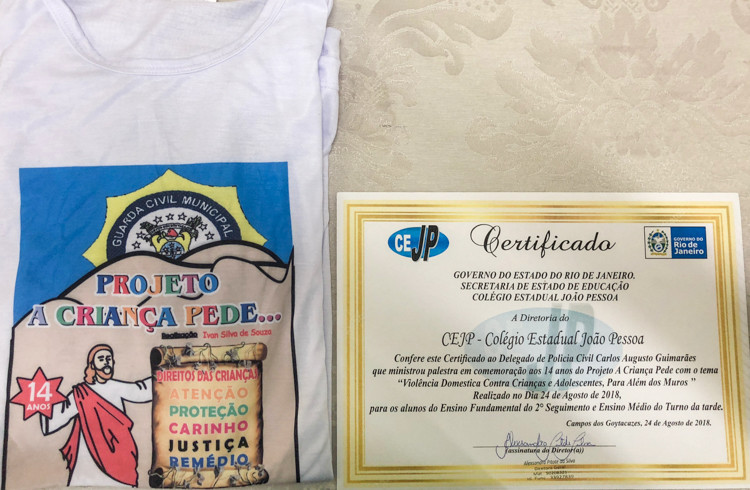 GUARDA CIVIL MUNICIPAL
PROJETO
A CRIANÇA PEDE...
Realização Ivan Silva de Souza
14
ANOS
DIREITOS DAS CRIANÇAS
ATENÇÃO
PROTEÇÃO
CARINHO
JUSTIÇA
REMÉDIO
CEJP
Certificado
GOVERNO DO ESTADO
Rio de Janeiro
GOVERNO DO ESTADO DO RIO DE JANEIRO.
SECRETARIA DE ESTADO DE EDUCAÇÃO
COLÉGIO ESTADUAL JOÃO PESSOA
A Diretoria do
CEJP - Colégio Estadual João Pessoa
Confere este Certificado ao Delegado de Policia Civil Carlos Augusto Guimarães
que ministrou palestra em comemoração aos 14 anos do Projeto A Criança Pede com o tema
"Violência Domestica Contra Crianças e Adolescentes, Para Além dos Muros "
Realizado no Dia 24 de Agosto de 2018,
para os alunos do Ensino Fundamental do 2° Seguimento e Ensino Médio do Turno da tarde.
Campos dos Goytacazes, 24 de Agosto de 2018.
Assinatura do Diretor(a)